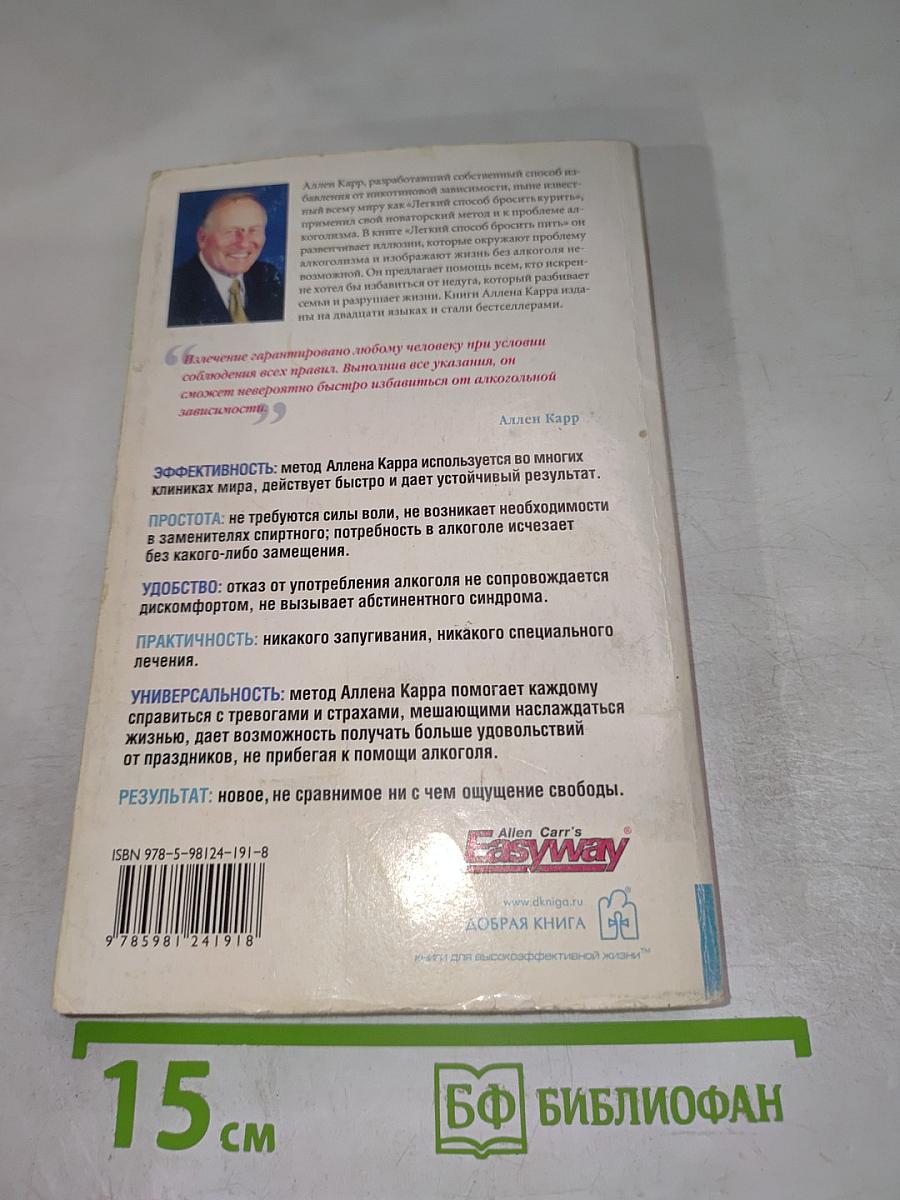 Аллен Карр, разработавший собственный способ из-
бавления от никотиновой зависимости, ныне извест-
ный всему миру как «Легкий способ бросить курить»,
применил свой новаторский метод и к проблеме ал-
коголизма. В книге «Легкий способ бросить пить» он
развенчивает иллюзии, которые окружают проблему
алкоголизма и изображают жизнь без алкоголя не-
возможной. Он предлагает помощь всем, кто искрен-
не хотел бы избавиться от недуга, который разбивает
семьи и разрушает жизни. Книги Аллена Карра изда-
ны на двадцати языках и стали бестселлерами.
“Излечение гарантировано любому человеку при условии
соблюдения всех правил. Выполнив все указания, он
сможет невероятно быстро избавиться от алкогольной
зависимости.”
Аллен Карр
ЭФФЕКТИВНОСТЬ: метод Аллена Карра используется во многих
клиниках мира, действует быстро и дает устойчивый результат.
ПРОСТОТА: не требуются силы воли, не возникает необходимости
в заменителях спиртного; потребность в алкоголе исчезает
без какого-либо замещения.
УДОБСТВО: отказ от употребления алкоголя не сопровождается
дискомфортом, не вызывает абстинентного синдрома.
ПРАКТИЧНОСТЬ: никакого запугивания, никакого специального
лечения.
УНИВЕРСАЛЬНОСТЬ: метод Аллена Карра помогает каждому
справиться с тревогами и страхами, мешающими наслаждаться
жизнью, дает возможность получать больше удовольствий
от праздников, не прибегая к помощи алкоголя.
РЕЗУЛЬТАТ: новое, не сравнимое ни с чем ощущение свободы.
ISBN 978-5-98124-191-8
9 785981 241918
Allen Carr's
Easyway®
www.dkniga.ru
ДОБРАЯ КНИГА
книги для высокоэффективной жизни™
15 см
БФ БИБЛИОФАН